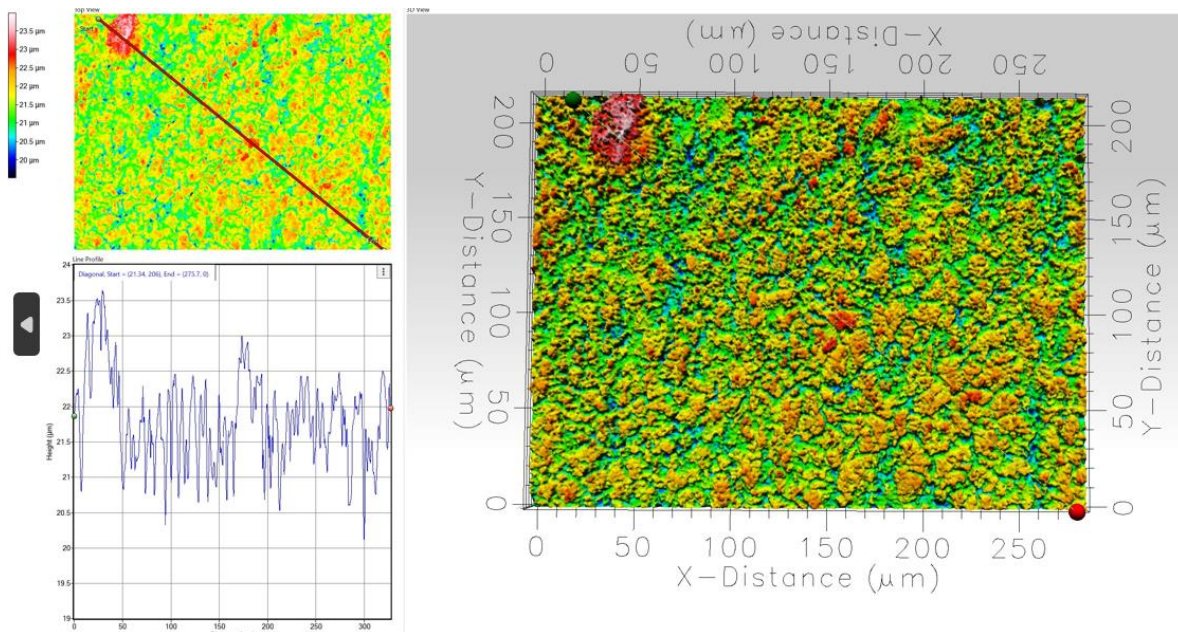 Top View
3D View
23.5 µm
23 µm
22.5 µm
22 µm
21.5 µm
21 µm
20.5 µm
20 µm
Start
Line Profile
Diagonal, Start = (21.34, 206), End = (275.7, 0)
Height (µm)
24
23.5
23
22.5
22
21.5
21
20.5
20
19.5
19
0 50 100 150 200 250 300
X-Distance (µm)
0 50 100 150 200 250
200
150
100
50
0
Y-Distance (µm)
200
150
100
50
0
Y-Distance (µm)
0 50 100 150 200 250
X-Distance (µm)